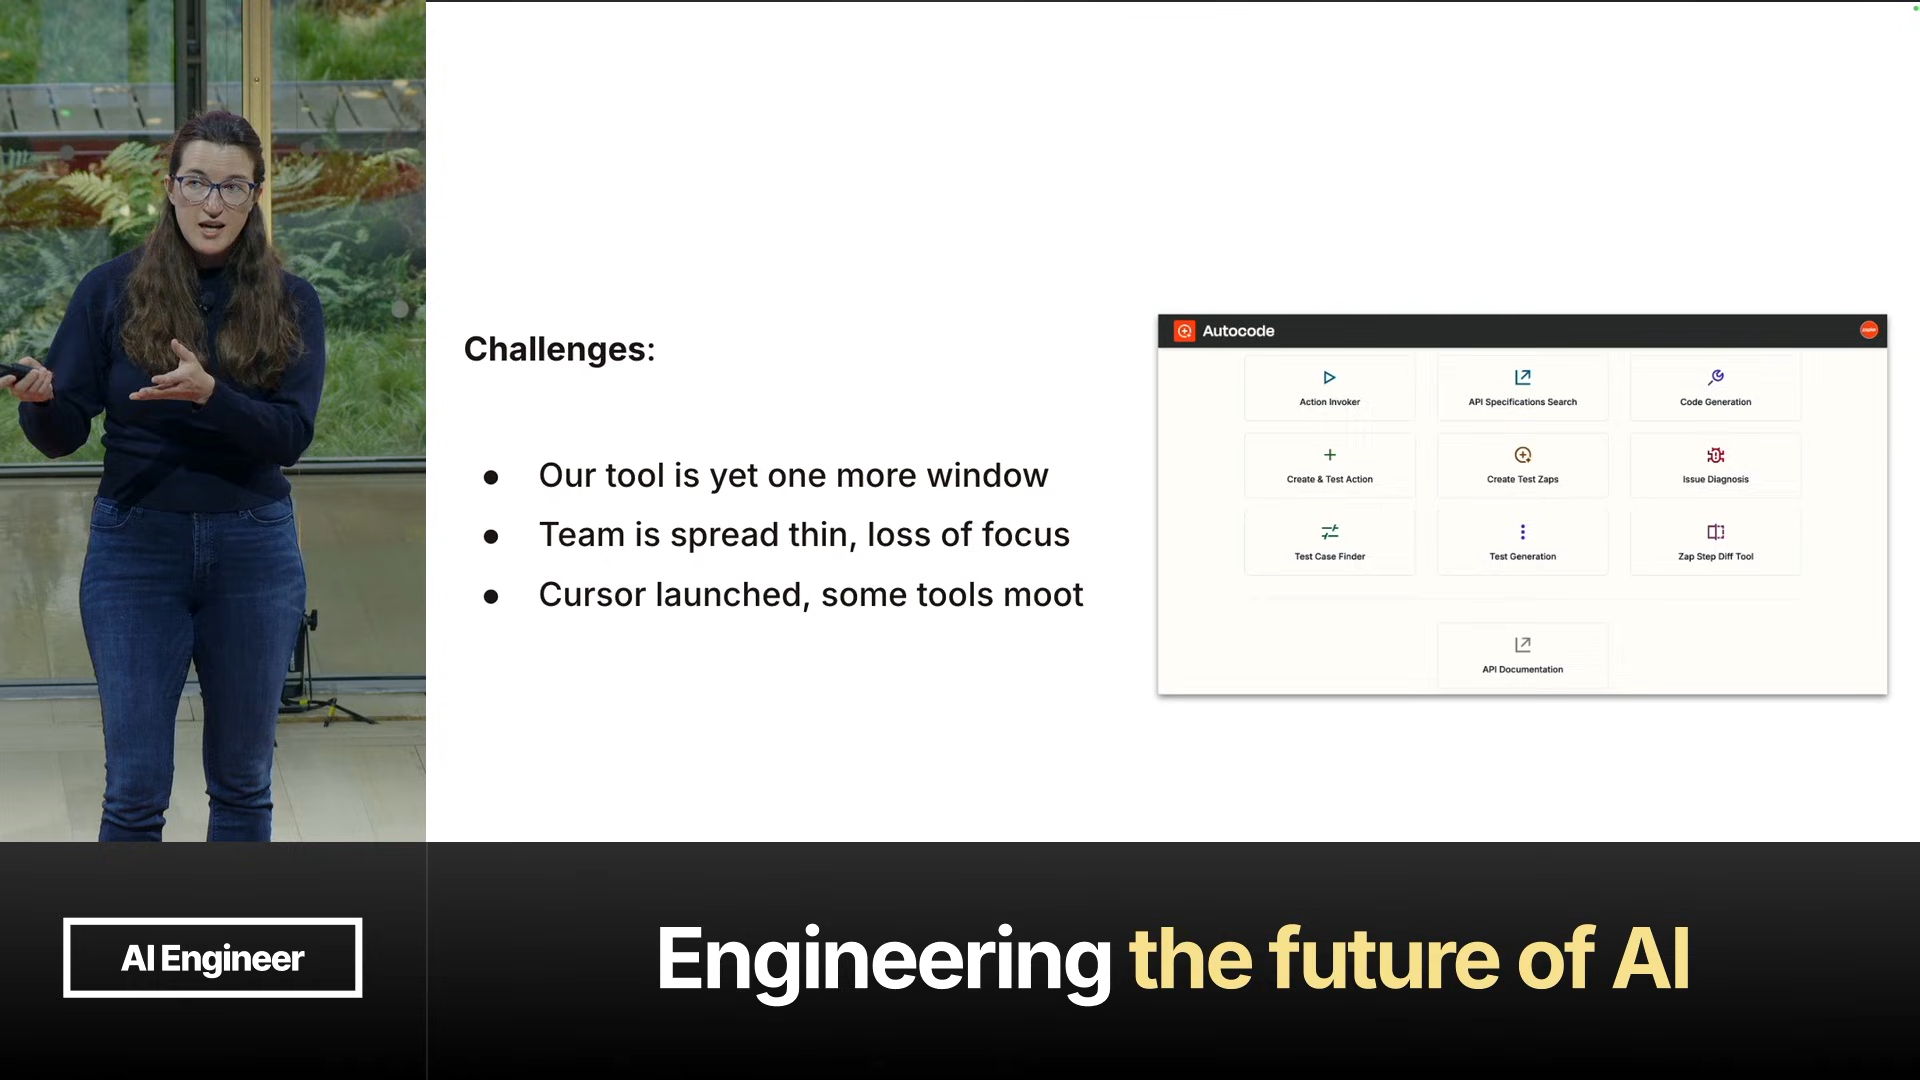 Challenges:
● Our tool is yet one more window
● Team is spread thin, loss of focus
● Cursor launched, some tools moot
Autocode
zapier
Action Invoker
API Specifications Search
Code Generation
Create & Test Action
Create Test Zaps
Issue Diagnosis
Test Case Finder
Test Generation
Zap Step Diff Tool
API Documentation
AI Engineer
Engineering the future of AI